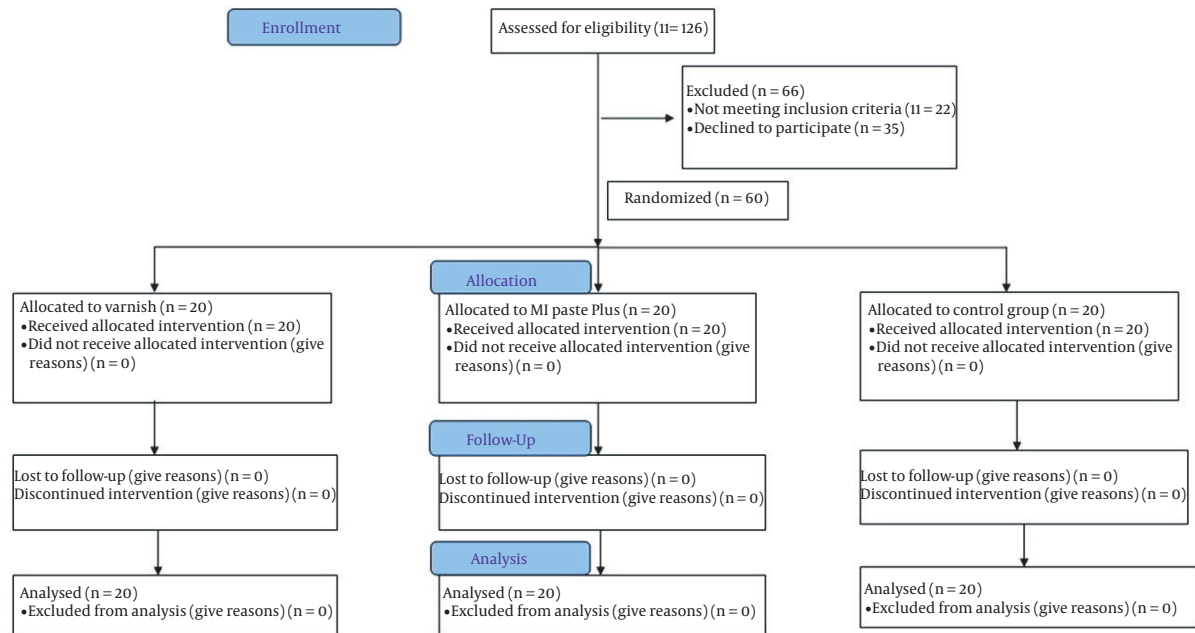 Enrollment
Assessed for eligibility (11= 126)
Excluded (n = 66)
•Not meeting inclusion criteria (11 = 22)
•Declined to participate (n = 35)
Randomized (n = 60)
Allocation
Allocated to varnish (n = 20)
•Received allocated intervention (n = 20)
•Did not receive allocated intervention (give
reasons) (n = 0)
Allocated to MI paste Plus (n = 20)
•Received allocated intervention (n = 20)
•Did not receive allocated intervention (give
reasons) (n = 0)
Allocated to control group (n = 20)
•Received allocated intervention (n = 20)
•Did not receive allocated intervention (give
reasons) (n = 0)
Follow-Up
Lost to follow-up (give reasons) (n = 0)
Discontinued intervention (give reasons) (n = 0)
Lost to follow-up (give reasons) (n = 0)
Discontinued intervention (give reasons) (n = 0)
Lost to follow-up (give reasons) (n = 0)
Discontinued intervention (give reasons) (n = 0)
Analysis
Analysed (n = 20)
•Excluded from analysis (give reasons) (n = 0)
Analysed (n = 20)
•Excluded from analysis (give reasons) (n = 0)
Analysed (n = 20)
•Excluded from analysis (give reasons) (n = 0)